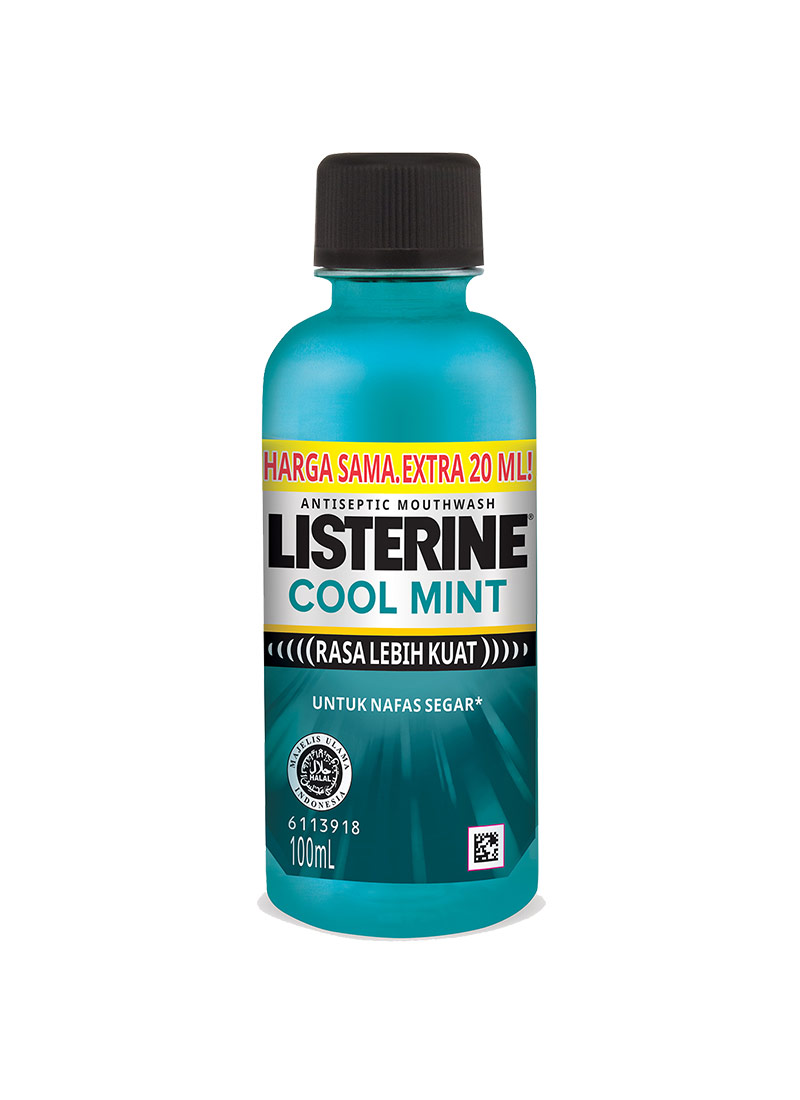 HARGA SAMA.EXTRA 20 ML!
ANTISEPTIC MOUTHWASH
LISTERINE®
COOL MINT
RASA LEBIH KUAT
UNTUK NAFAS SEGAR*
MAJELIS ULAMA
حلال
HALAL
INDONESIA
6113918
100mL